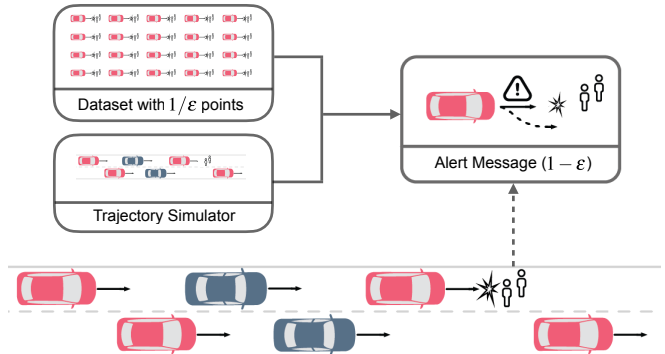 Dataset with 1/ε points
Trajectory Simulator
Alert Message (1 − ε)